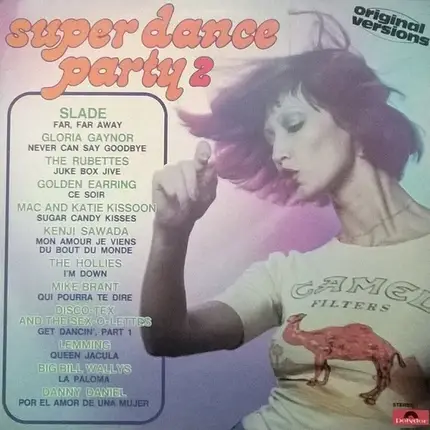 super dance
party 2
original
versions
SLADE
FAR, FAR AWAY
GLORIA GAYNOR
NEVER CAN SAY GOODBYE
THE RUBETTES
JUKE BOX JIVE
GOLDEN EARRING
CE SOIR
MAC AND KATIE KISSOON
SUGAR CANDY KISSES
KENJI SAWADA
MON AMOUR JE VIENS
DU BOUT DU MONDE
THE HOLLIES
I'M DOWN
MIKE BRANT
QUI POURRA TE DIRE
DISCO-TEX
AND THE SEX-O-LETTES
GET DANCIN', PART 1
LEMMING
QUEEN JACULA
BIG BILL WALLYS
LA PALOMA
DANNY DANIEL
POR EL AMOR DE UNA MUJER
CAMEL
FILTERS
STEREO
Polydor